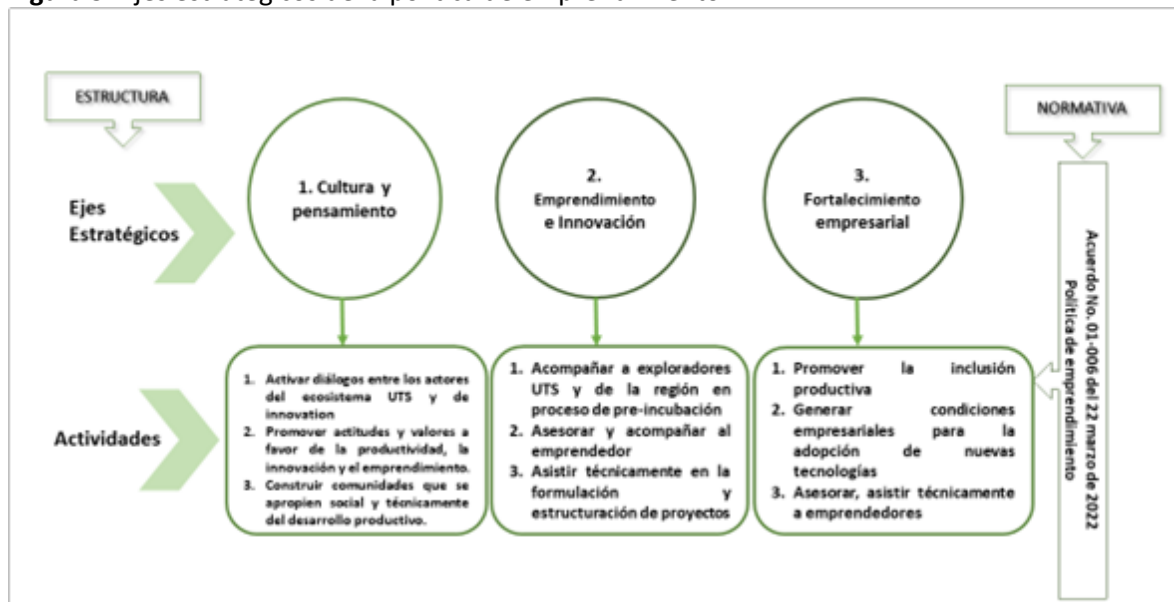 ESTRUCTURA
NORMATIVA
Ejes
Estratégicos
1. Cultura y
pensamiento
2.
Emprendimiento
e Innovación
3.
Fortalecimiento
empresarial
Actividades
1. Activar diálogos entre los actores
del ecosistema UTS y de
innovation
2. Promover actitudes y valores a
favor de la productividad, la
innovación y el emprendimiento.
3. Construir comunidades que se
apropien social y técnicamente
del desarrollo productivo.
1. Acompañar a exploradores
UTS y de la región en
proceso de pre-incubación
2. Asesorar y acompañar al
emprendedor
3. Asistir técnicamente en la
formulación y
estructuración de proyectos
1. Promover la inclusión
productiva
2. Generar condiciones
empresariales para la
adopción de nuevas
tecnologías
3. Asesorar, asistir técnicamente
a emprendedores
Acuerdo No. 01-006 del 22 marzo de 2022
Política de emprendimiento